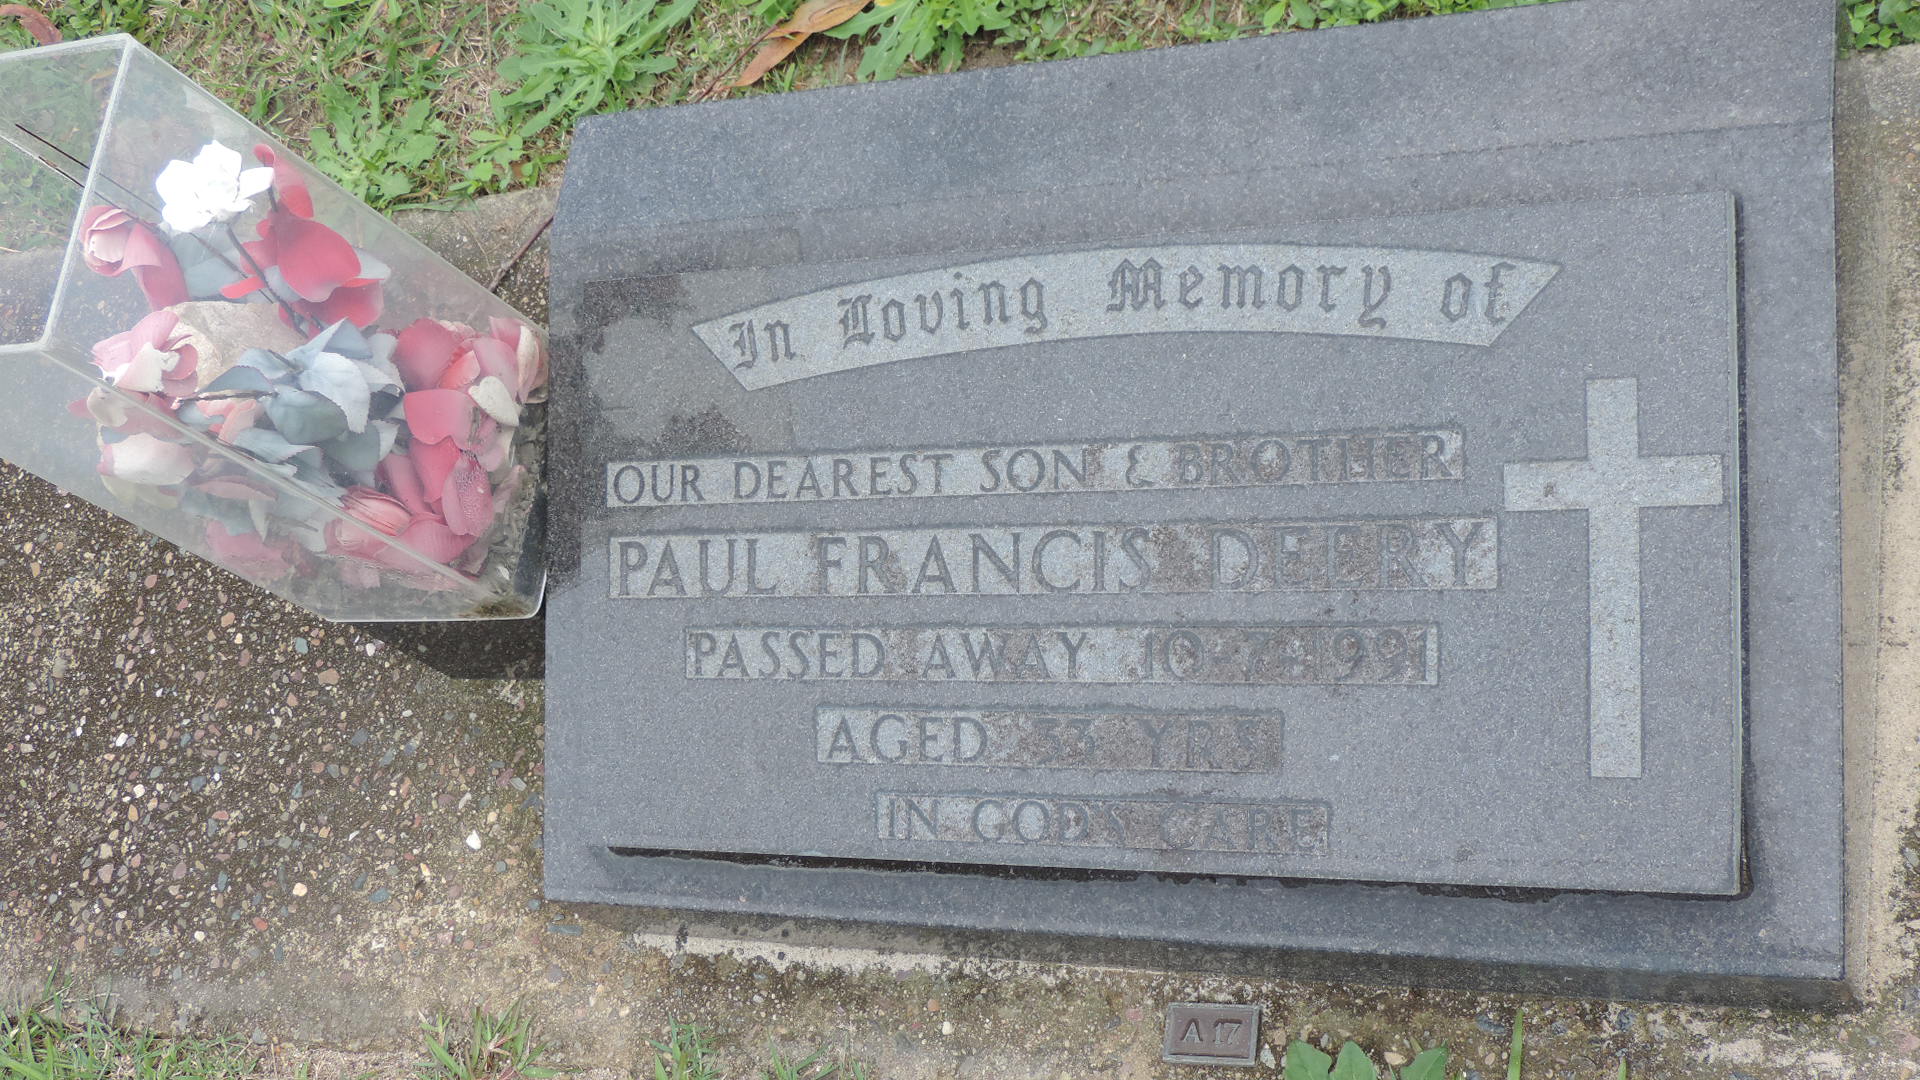 In Loving Memory of
OUR DEAREST SON & BROTHER
PAUL FRANCIS DEERY
PASSED AWAY 10-7-1991
AGED 33 YRS
IN GOD'S CARE
A 17